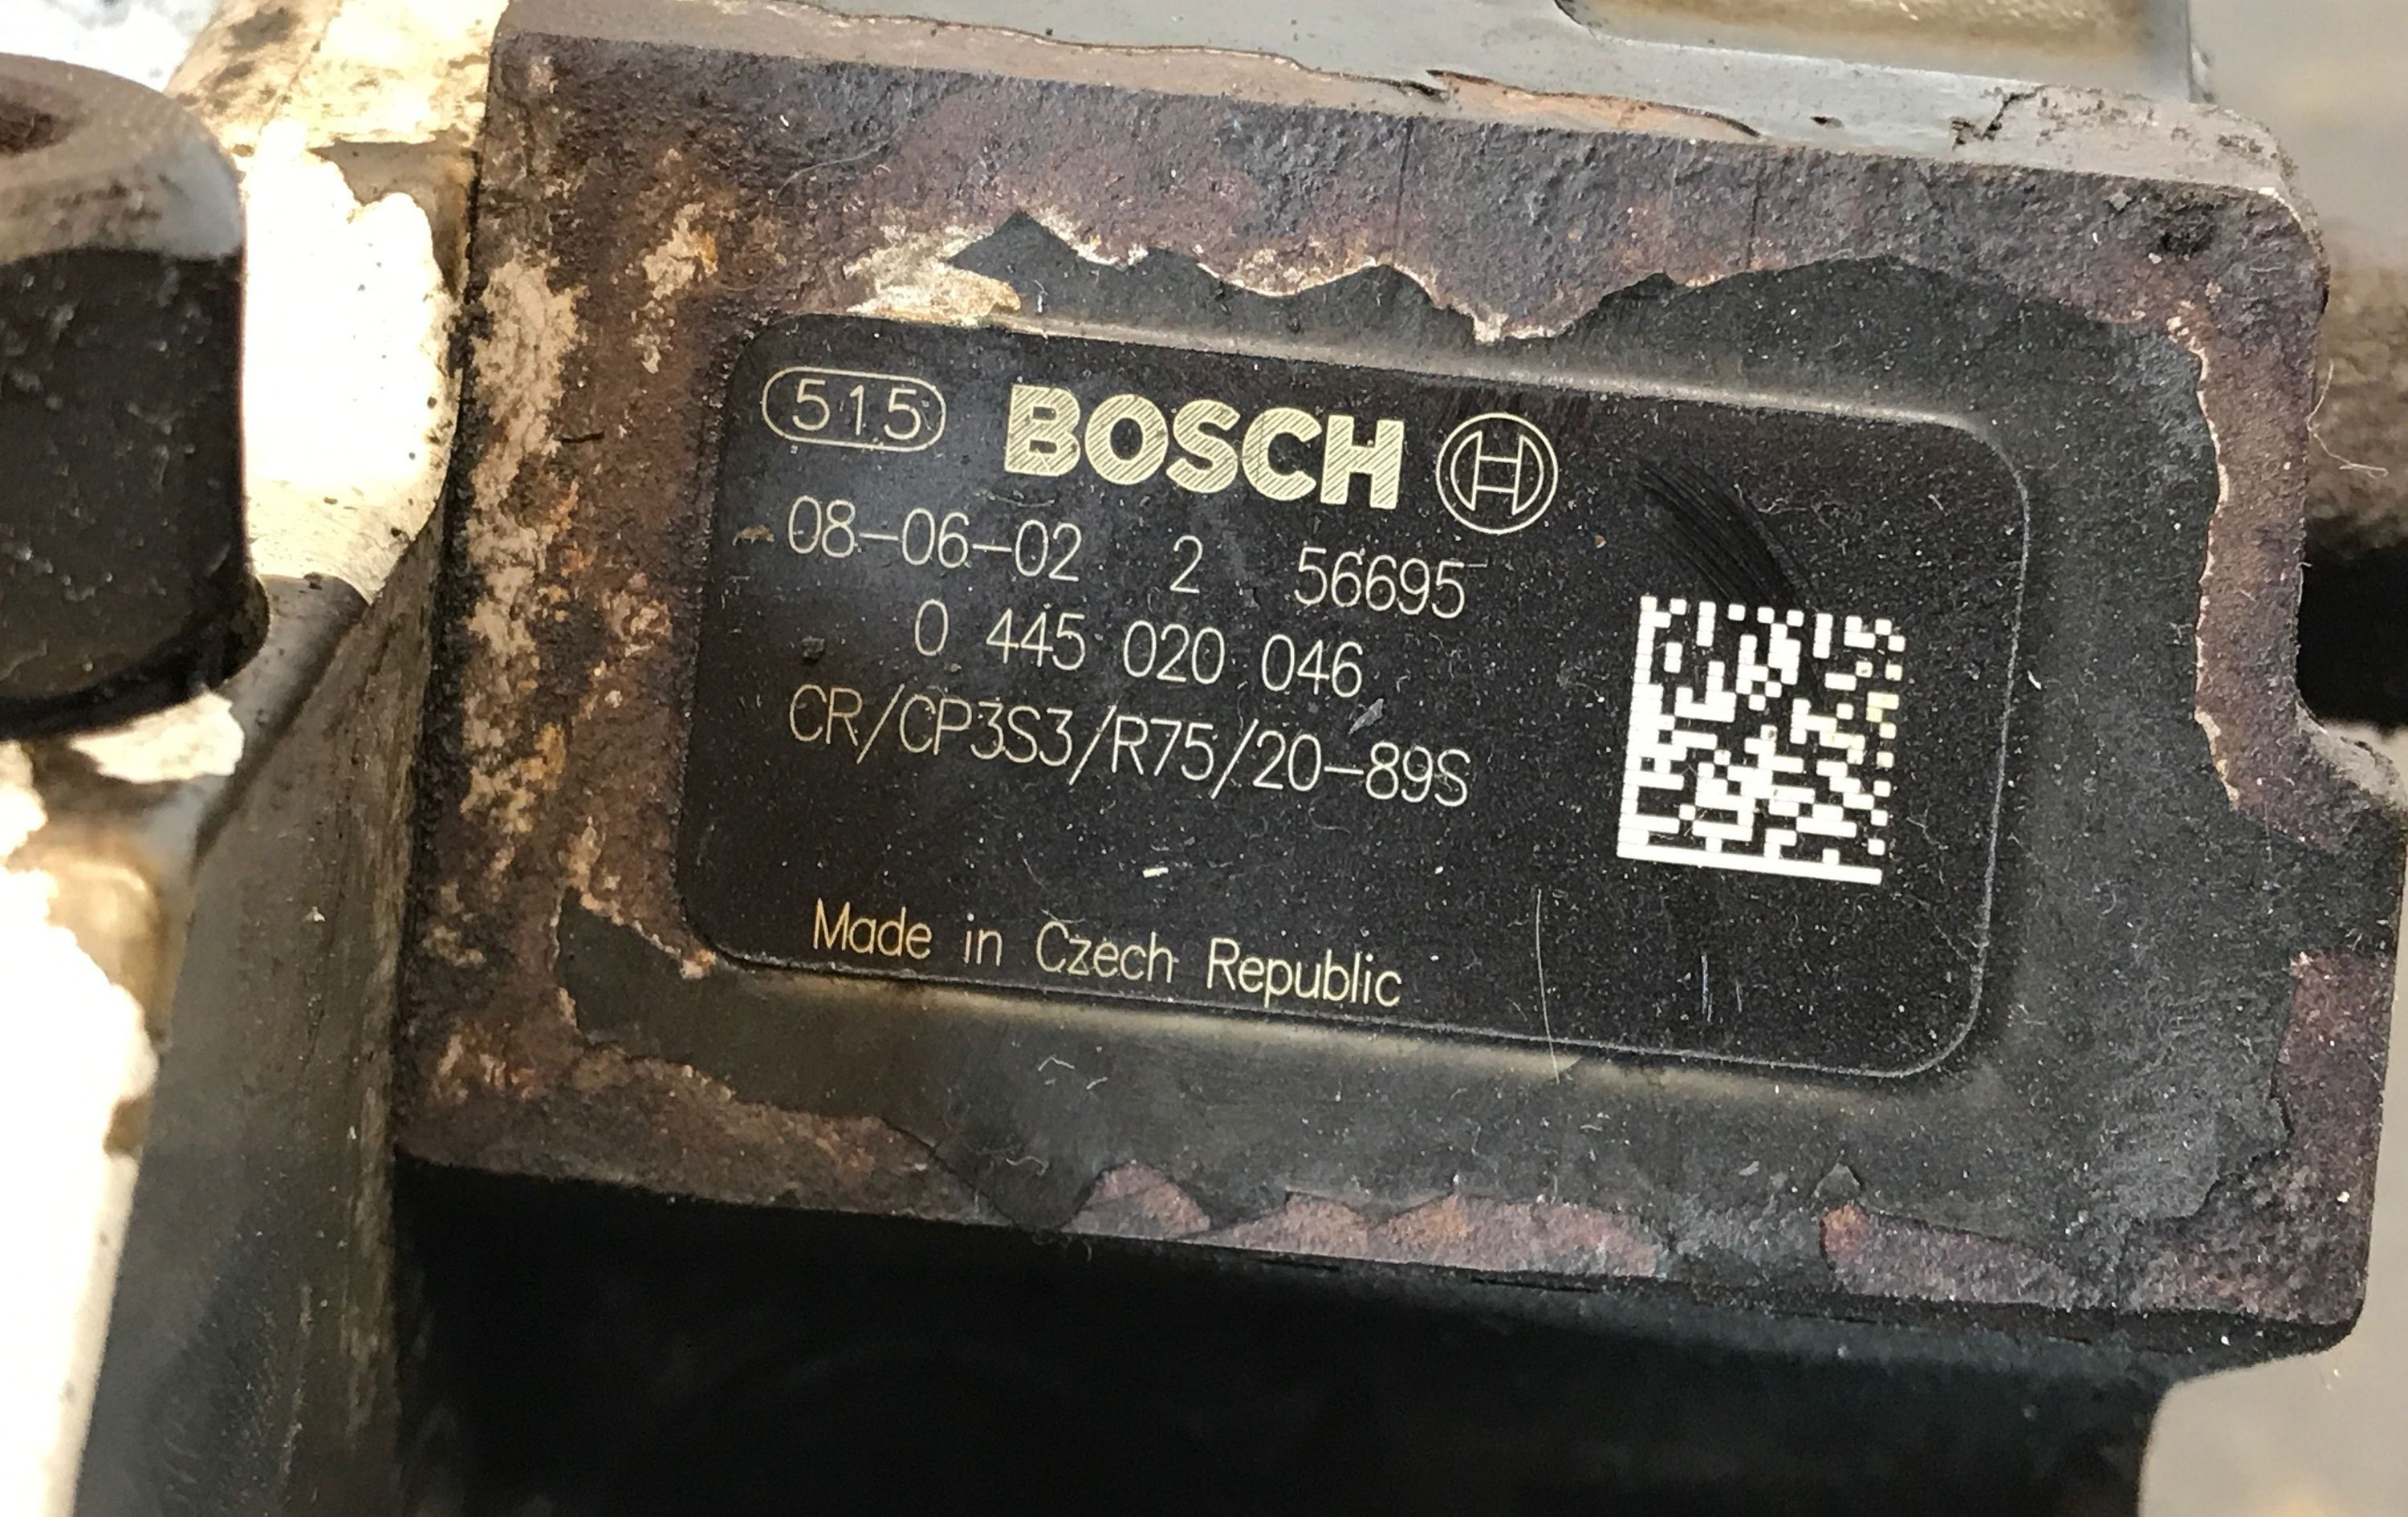 515 BOSCH
08-06-02 2 56695
0 445 020 046
CR/CP3S3/R75/20-89S
Made in Czech Republic